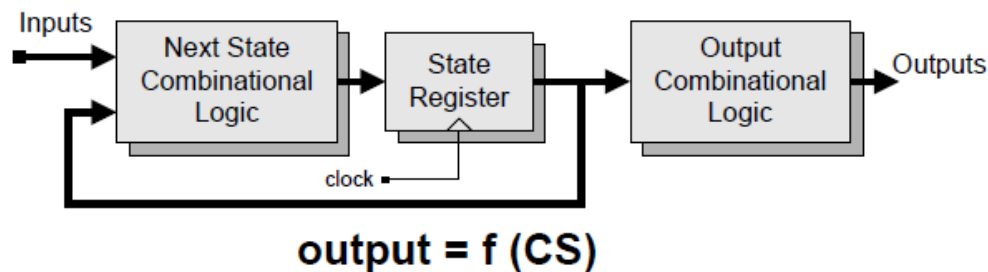 Inputs
Next State
Combinational
Logic
State
Register
Output
Combinational
Logic
Outputs
clock
output = f (CS)